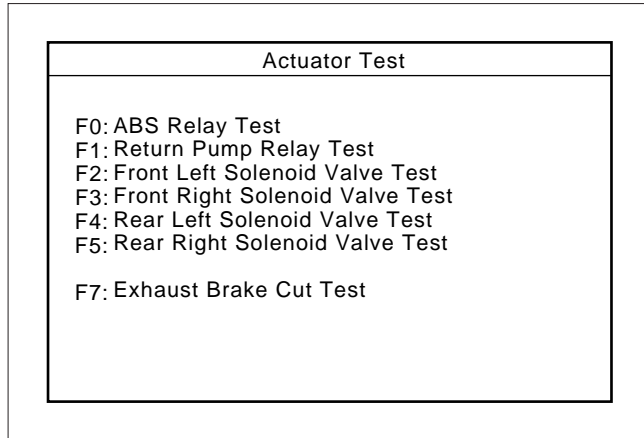 Actuator Test
F0: ABS Relay Test
F1: Return Pump Relay Test
F2: Front Left Solenoid Valve Test
F3: Front Right Solenoid Valve Test
F4: Rear Left Solenoid Valve Test
F5: Rear Right Solenoid Valve Test
F7: Exhaust Brake Cut Test